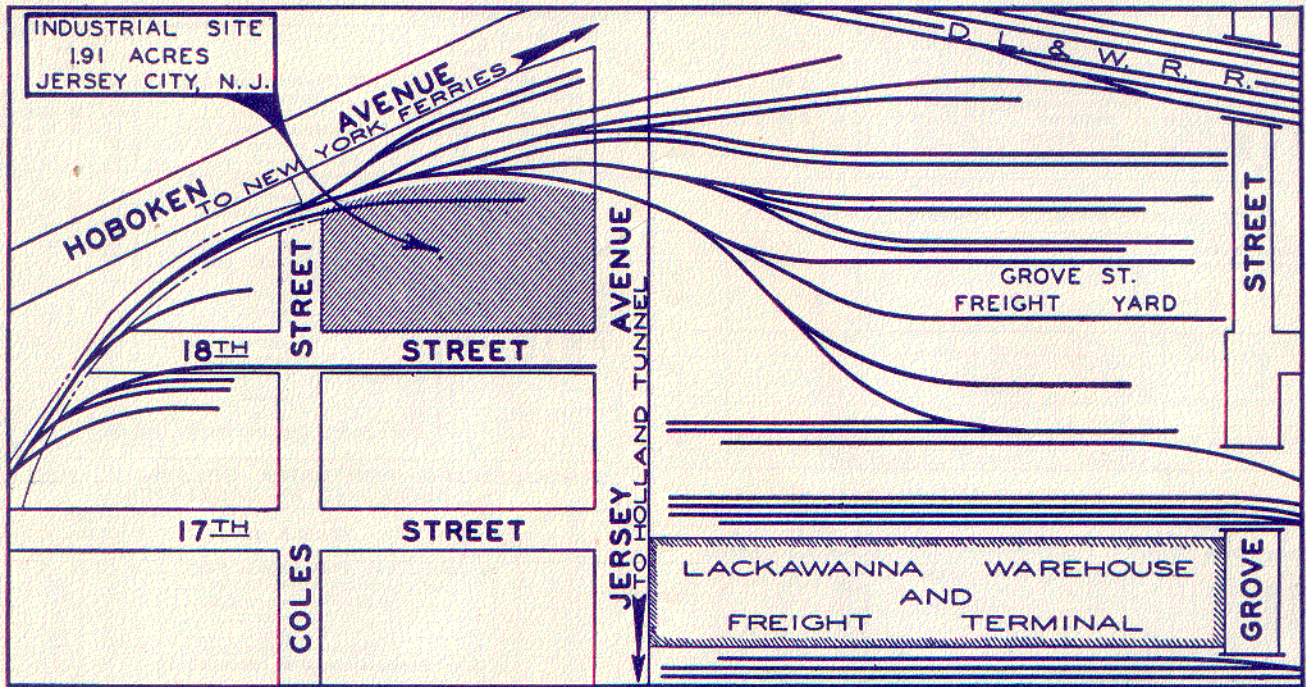 INDUSTRIAL SITE
1.91 ACRES
JERSEY CITY, N. J.
HOBOKEN AVENUE
TO NEW YORK FERRIES
D. L. & W. R. R.
COLES STREET
18TH STREET
17TH STREET
JERSEY AVENUE
TO HOLLAND TUNNEL
GROVE STREET
GROVE ST.
FREIGHT YARD
LACKAWANNA WAREHOUSE
AND
FREIGHT TERMINAL